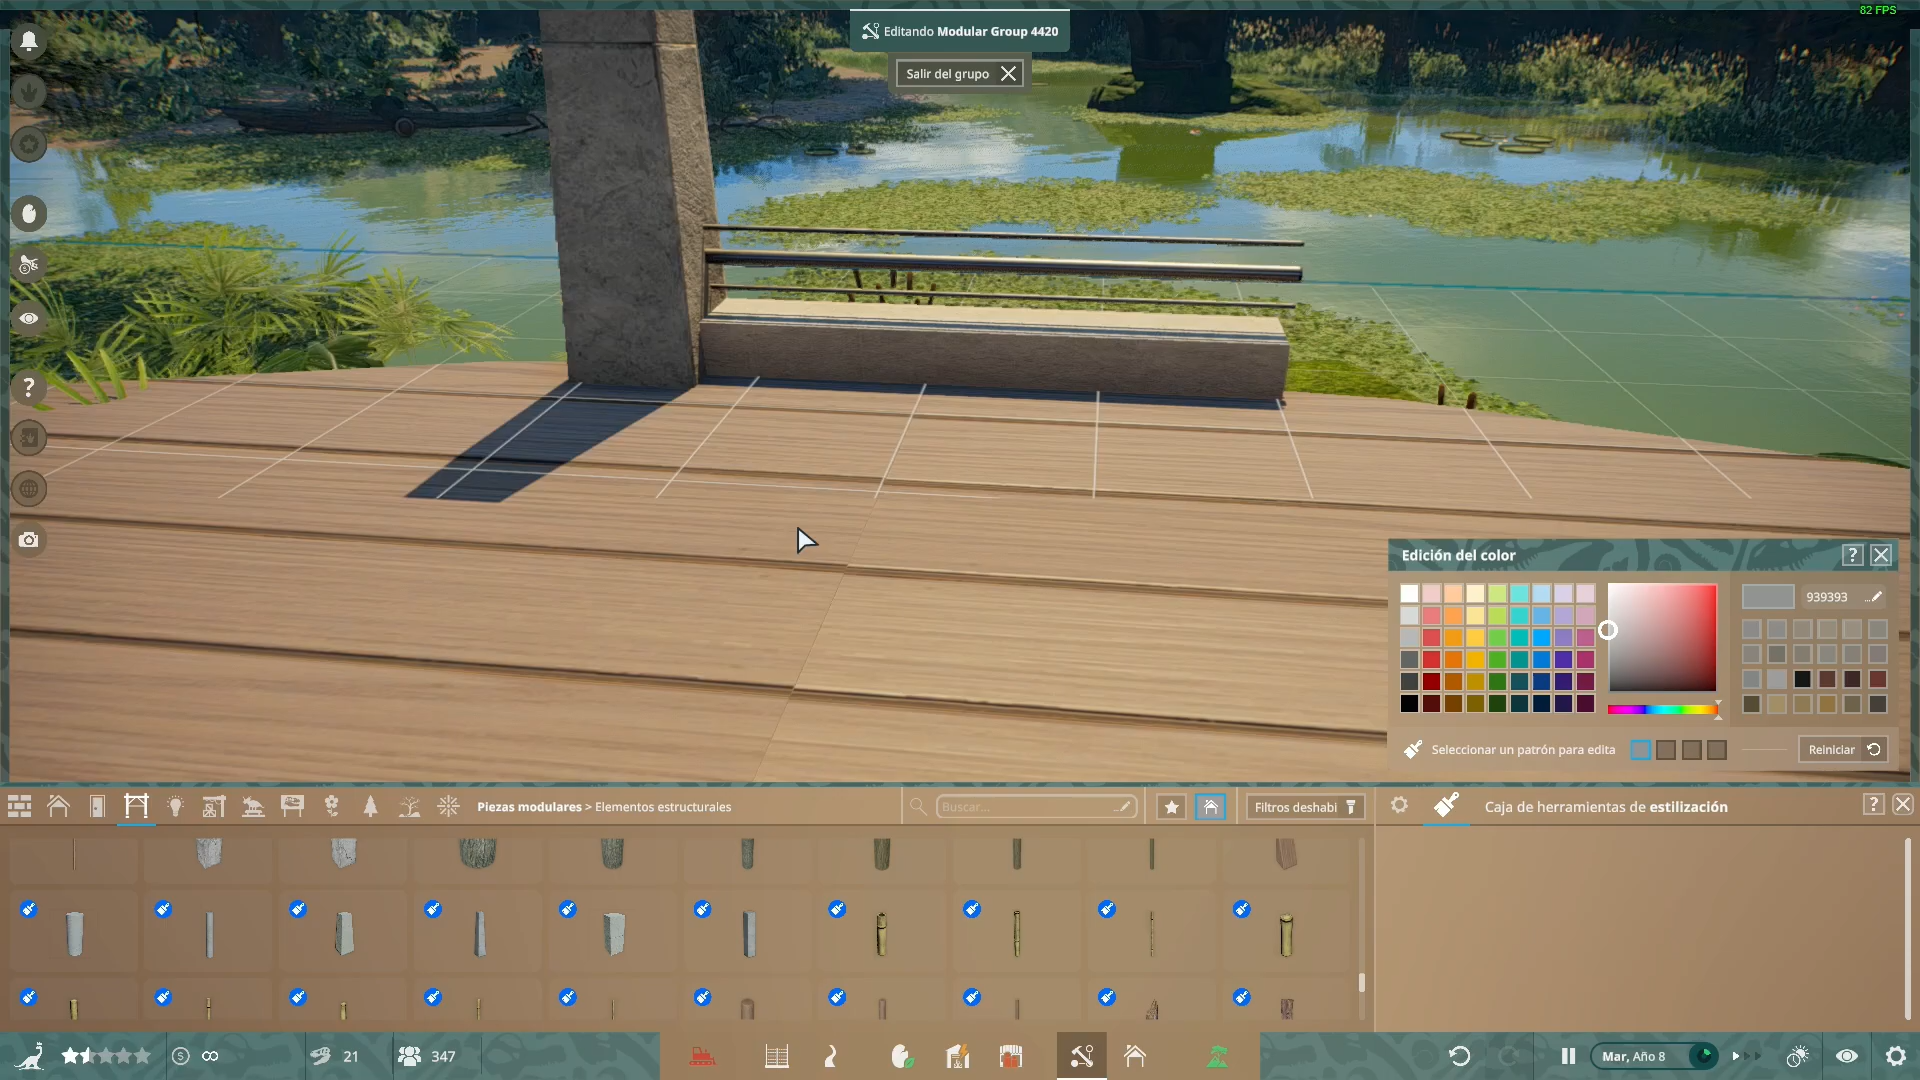 82 FPS
Editando Modular Group 4420
Salir del grupo
?
Edición del color
?
939393
Seleccionar un patrón para edita
Reiniciar
Piezas modulares > Elementos estructurales
Buscar...
Filtros deshabi
Caja de herramientas de estilización
?
21
347
Mar, Año 8